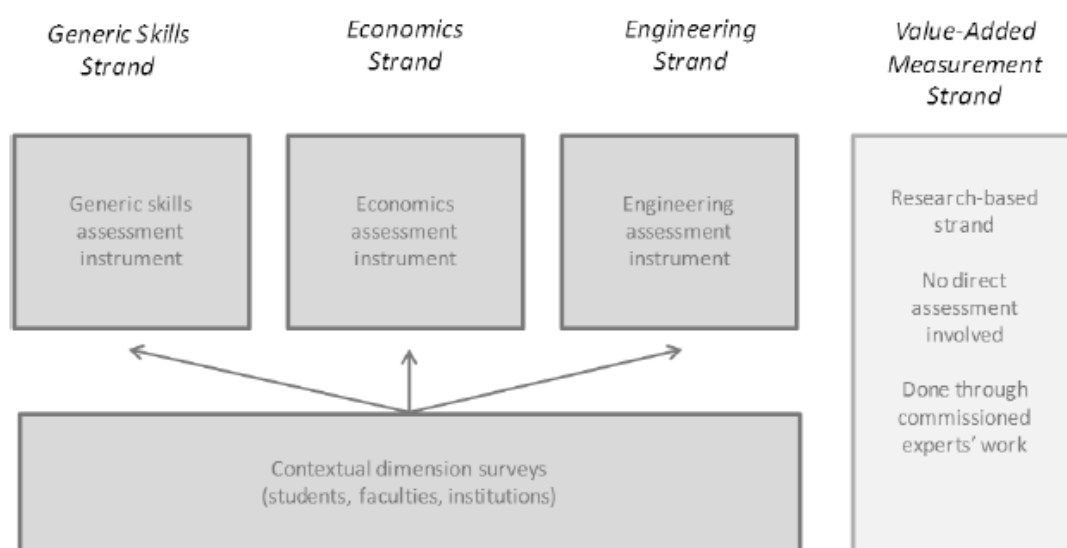 Generic Skills
Strand
Economics
Strand
Engineering
Strand
Value-Added
Measurement
Strand
Generic skills
assessment
instrument
Economics
assessment
instrument
Engineering
assessment
instrument
Research-based
strand
No direct
assessment
involved
Done through
commissioned
experts’ work
Contextual dimension surveys
(students, faculties, institutions)